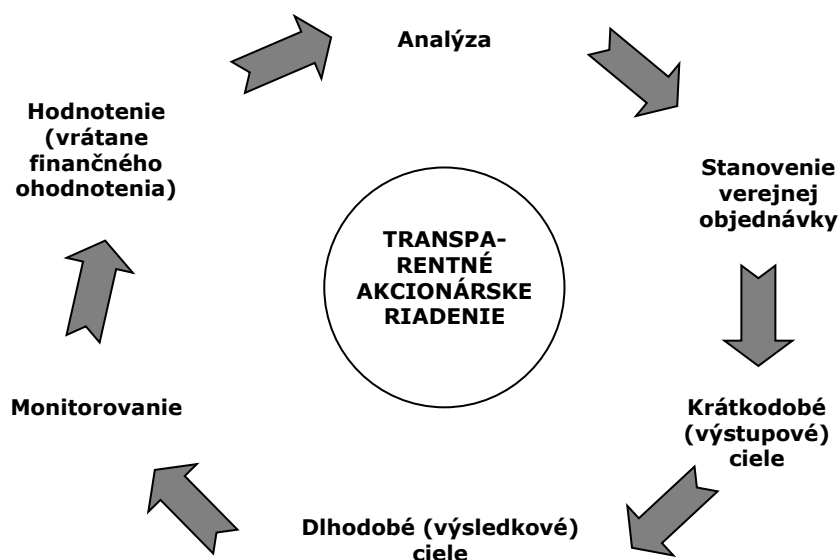 Analýza
Stanovenie
verejnej
objednávky
Krátkodobé
(výstupové)
ciele
Dlhodobé (výsledkové)
ciele
Monitorovanie
Hodnotenie
(vrátane
finančného
ohodnotenia)
TRANSPA-
RENTNÉ
AKCIONÁRSKE
RIADENIE